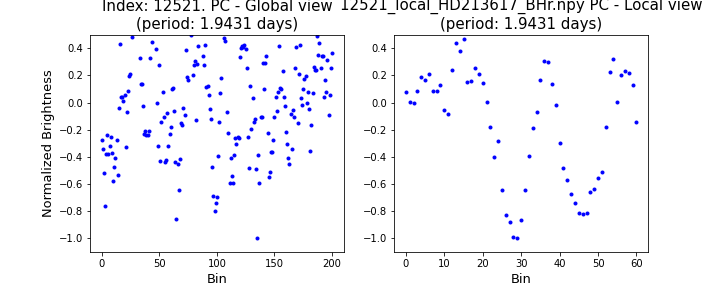 Index: 12521. PC - Global view
(period: 1.9431 days)
12521_local_HD213617_BHr.npy PC - Local view
(period: 1.9431 days)
Normalized Brightness
0.4
0.2
0.0
−0.2
−0.4
−0.6
−0.8
−1.0
0 50 100 150 200
Bin
0.4
0.2
0.0
−0.2
−0.4
−0.6
−0.8
−1.0
0 10 20 30 40 50 60
Bin